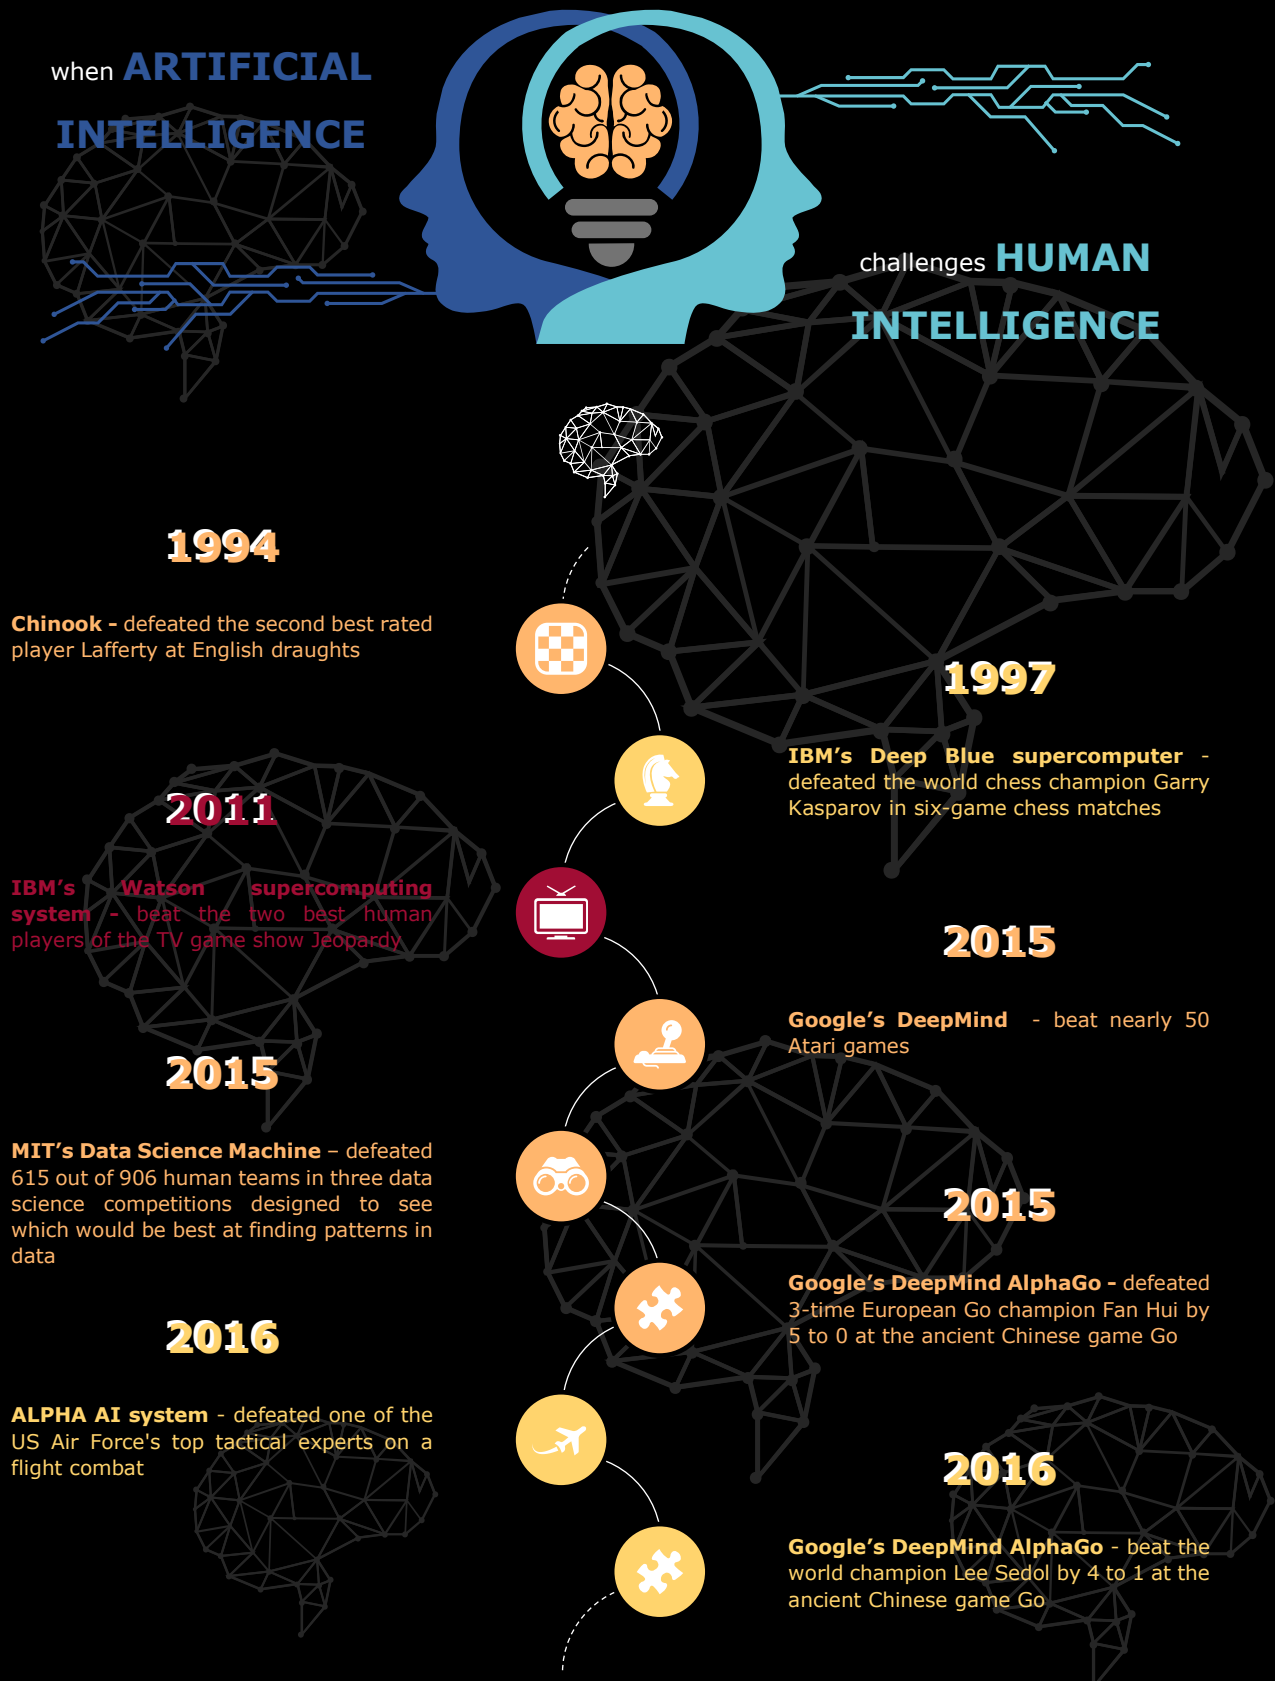 when ARTIFICIAL
INTELLIGENCE
challenges HUMAN
INTELLIGENCE
1994
Chinook - defeated the second best rated
player Lafferty at English draughts
1997
IBM’s Deep Blue supercomputer -
defeated the world chess champion Garry
Kasparov in six-game chess matches
2011
IBM’s Watson supercomputing
system - beat the two best human
players of the TV game show Jeopardy
2015
Google’s DeepMind - beat nearly 50
Atari games
2015
MIT’s Data Science Machine – defeated
615 out of 906 human teams in three data
science competitions designed to see
which would be best at finding patterns in
data
2015
Google’s DeepMind AlphaGo - defeated
3-time European Go champion Fan Hui by
5 to 0 at the ancient Chinese game Go
2016
ALPHA AI system - defeated one of the
US Air Force's top tactical experts on a
flight combat
2016
Google’s DeepMind AlphaGo - beat the
world champion Lee Sedol by 4 to 1 at the
ancient Chinese game Go